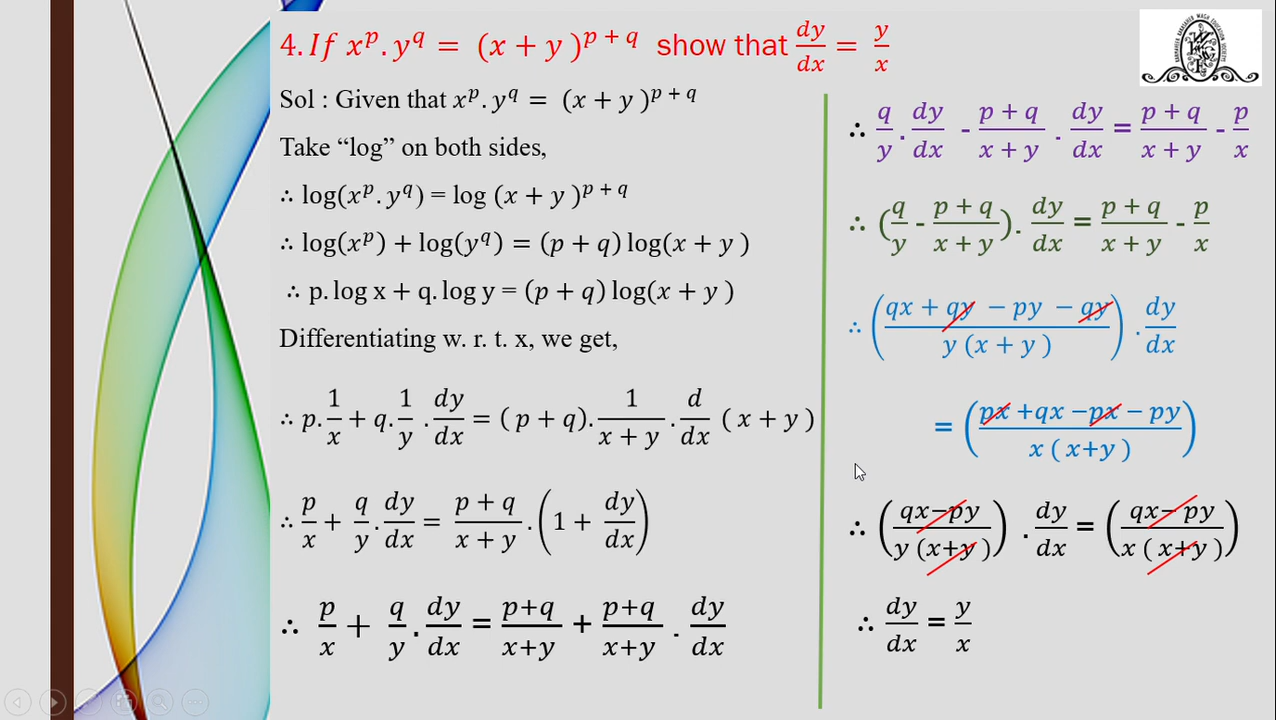 4. If x^p . y^q = (x + y)^{p + q} show that dy/dx = y/x
Sol : Given that x^p . y^q = (x + y)^{p + q}
Take “log” on both sides,
∴ log(x^p . y^q) = log (x + y)^{p + q}
∴ log(x^p) + log(y^q) = (p + q) log(x + y)
∴ p. log x + q. log y = (p + q) log(x + y)
Differentiating w. r. t. x, we get,
∴ p. 1/x + q. 1/y . dy/dx = (p + q). 1/(x + y) . d/dx (x + y)
∴ p/x + q/y . dy/dx = (p + q)/(x + y) . (1 + dy/dx)
∴ p/x + q/y . dy/dx = (p+q)/(x+y) + (p+q)/(x+y) . dy/dx
∴ q/y . dy/dx - (p + q)/(x + y) . dy/dx = (p + q)/(x + y) - p/x
∴ (q/y - (p + q)/(x + y)). dy/dx = (p + q)/(x + y) - p/x
∴ ((qx + qy − py − qy)/(y (x + y))) . dy/dx
= ((px +qx −px − py)/(x (x+y)))
∴ ((qx−py)/(y (x+y))) . dy/dx = ((qx− py)/(x (x+y)))
∴ dy/dx = y/x